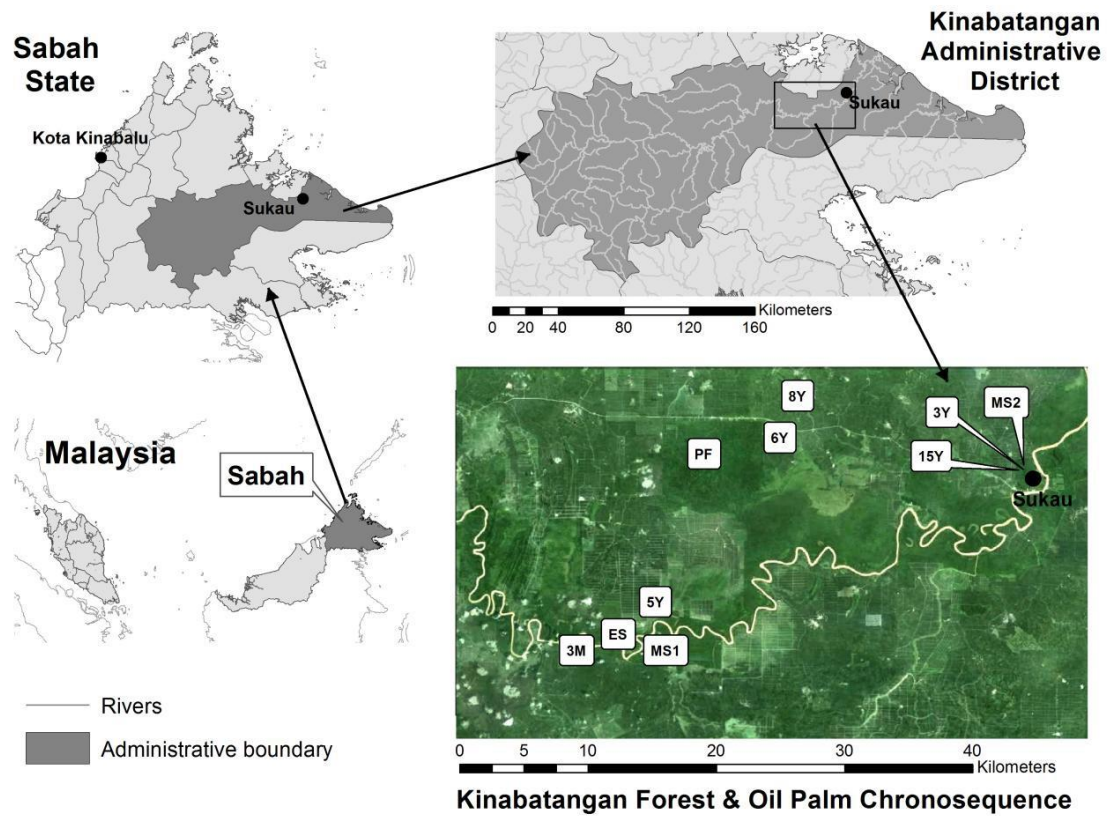 Sabah
State
Kota Kinabalu
Sukau
Kinabatangan
Administrative
District
Sukau
Kilometers
0 10 20 40 80 120 160
Malaysia
Sabah
Rivers
Administrative boundary
8Y
3Y
MS2
6Y
PF
15Y
Sukau
5Y
ES
3M
MS1
0 5 10 20 30 40
Kilometers
Kinabatangan Forest & Oil Palm Chronosequence